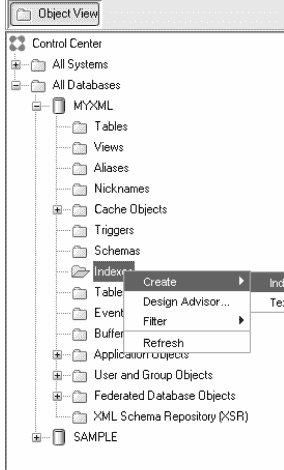 Object View
Control Center
All Systems
All Databases
MYXML
Tables
Views
Aliases
Nicknames
Cache Objects
Triggers
Schemas
Indexes
Create
Design Advisor...
Filter
Refresh
Table
Event
Buffer
Application Objects
User and Group Objects
Federated Database Objects
XML Schema Repository (XSR)
SAMPLE